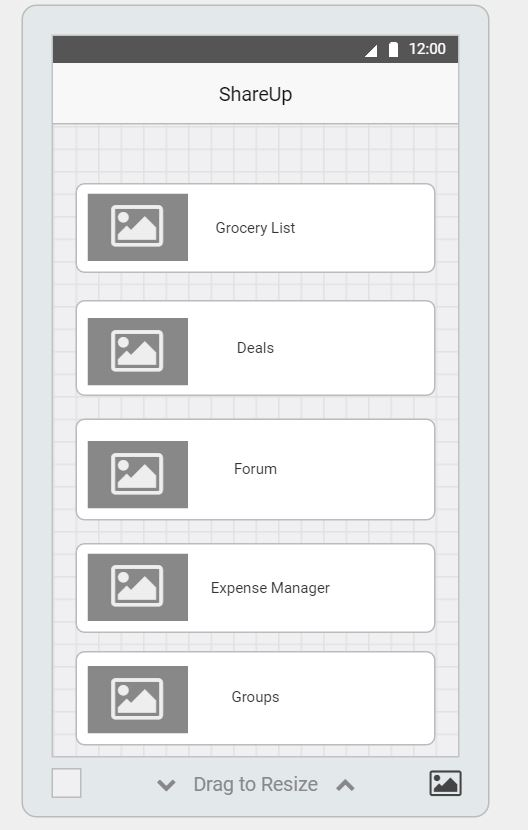 12:00
ShareUp
Grocery List
Deals
Forum
Expense Manager
Groups
Drag to Resize